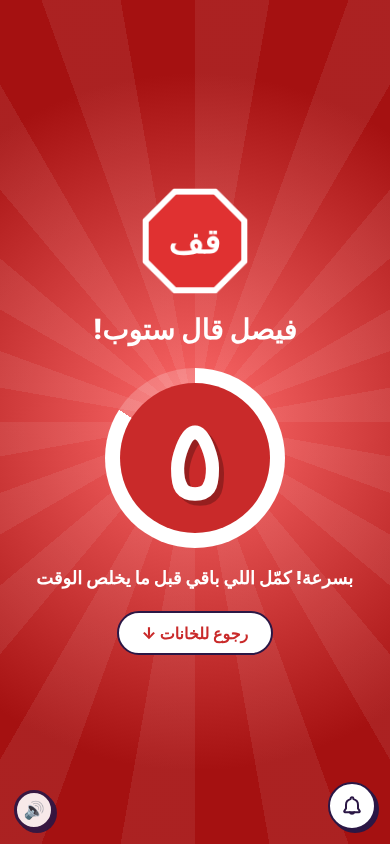 قف
فيصل قال ستوب!
٥
بسرعة! كمّل اللي باقي قبل ما يخلص الوقت
رجوع للخانات ↓